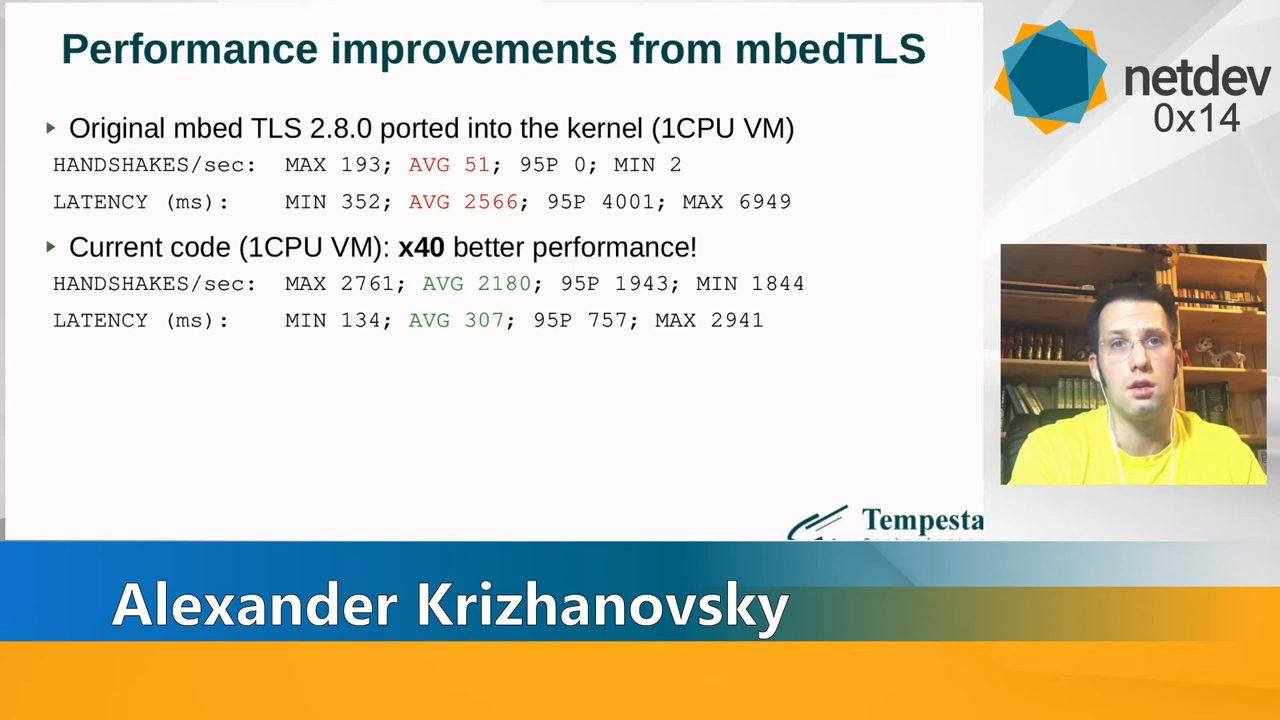 Performance improvements from mbedTLS
Original mbed TLS 2.8.0 ported into the kernel (1CPU VM)
HANDSHAKES/sec: MAX 193; AVG 51; 95P 0; MIN 2
LATENCY (ms): MIN 352; AVG 2566; 95P 4001; MAX 6949
Current code (1CPU VM): x40 better performance!
HANDSHAKES/sec: MAX 2761; AVG 2180; 95P 1943; MIN 1844
LATENCY (ms): MIN 134; AVG 307; 95P 757; MAX 2941
Tempesta
netdev
0x14
Alexander Krizhanovsky